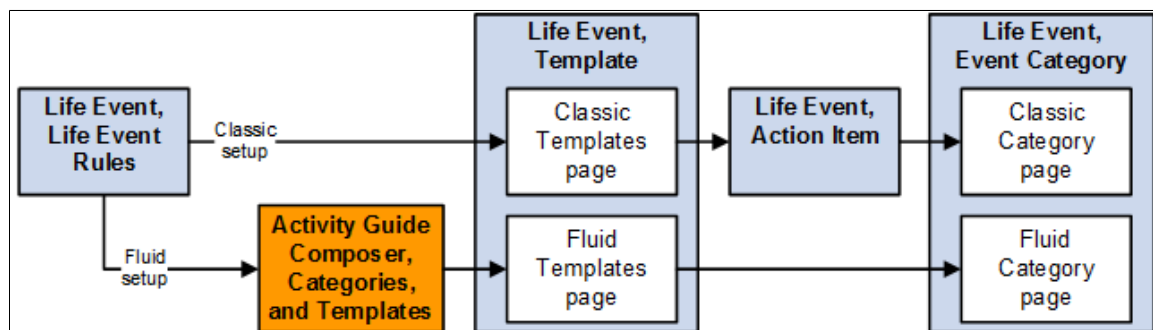 Life Event,
Life Event
Rules
Classic
setup
Fluid
setup
Activity Guide
Composer,
Categories,
and Templates
Life Event,
Template
Classic
Templates
page
Fluid
Templates
page
Life Event,
Action Item
Life Event,
Event Category
Classic
Category
page
Fluid
Category
page